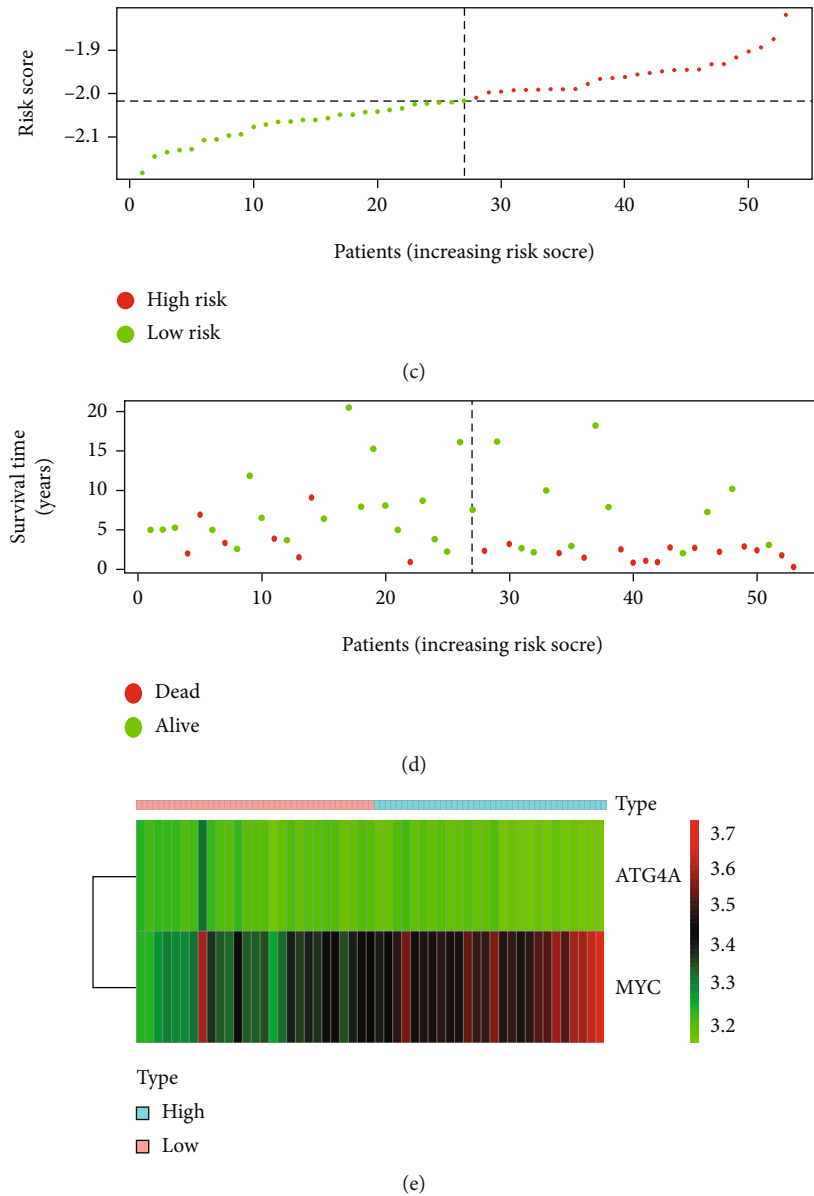 Risk score
−1.9
−2.0
−2.1
0 10 20 30 40 50
Patients (increasing risk socre)
High risk
Low risk
(c)
Survival time
(years)
20
15
10
5
0
0 10 20 30 40 50
Patients (increasing risk socre)
Dead
Alive
(d)
Type
ATG4A
MYC
3.7
3.6
3.5
3.4
3.3
3.2
Type
High
Low
(e)